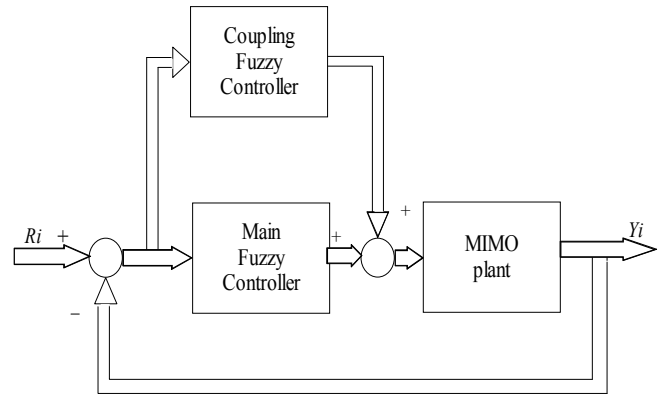 Coupling
Fuzzy
Controller
+
Ri +
Main
Fuzzy
Controller
+
MIMO
plant
Yi
−